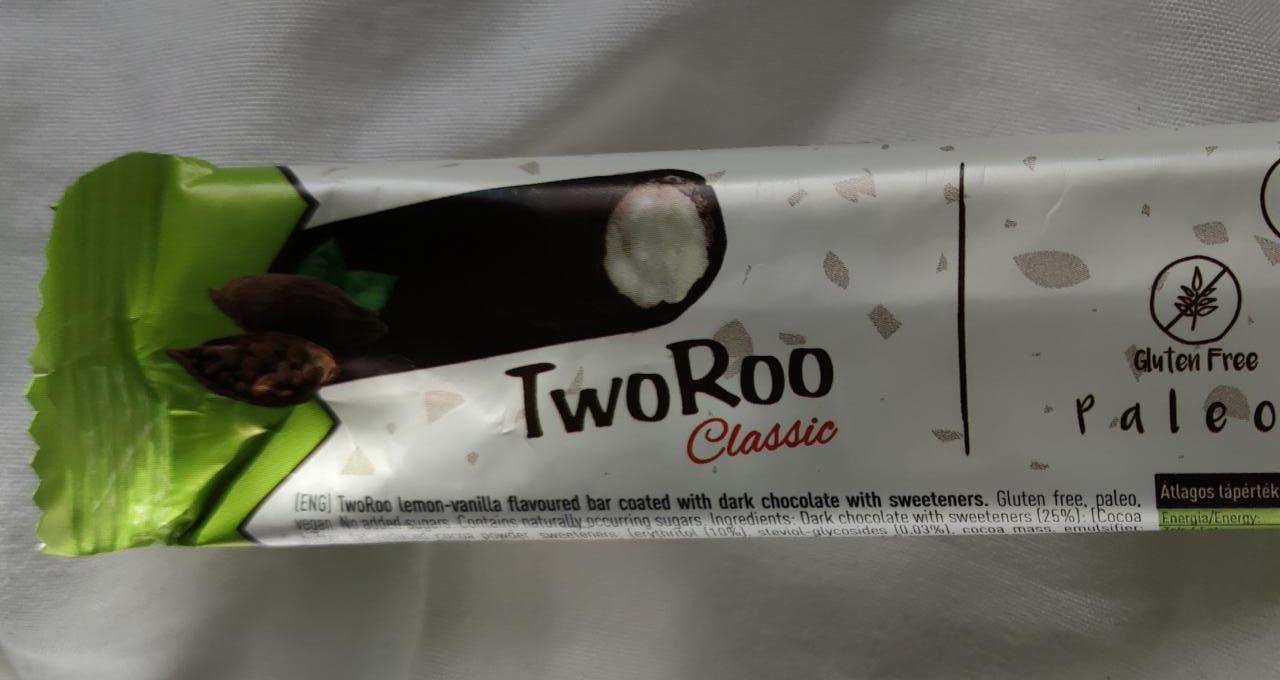 TwoRoo
Classic
Gluten Free
Paleo
(ENG) TwoRoo lemon-vanilla flavoured bar coated with dark chocolate with sweeteners. Gluten free, paleo,
vegan. No added sugars. Contains naturally occurring sugars. Ingredients: Dark chocolate with sweeteners (25%): [Cocoa
powder, sweeteners, (erythritol (10%), steviol-glycosides (0,03%), cocoa mass, emulsifier
Átlagos tápérték
Energia/Energy: